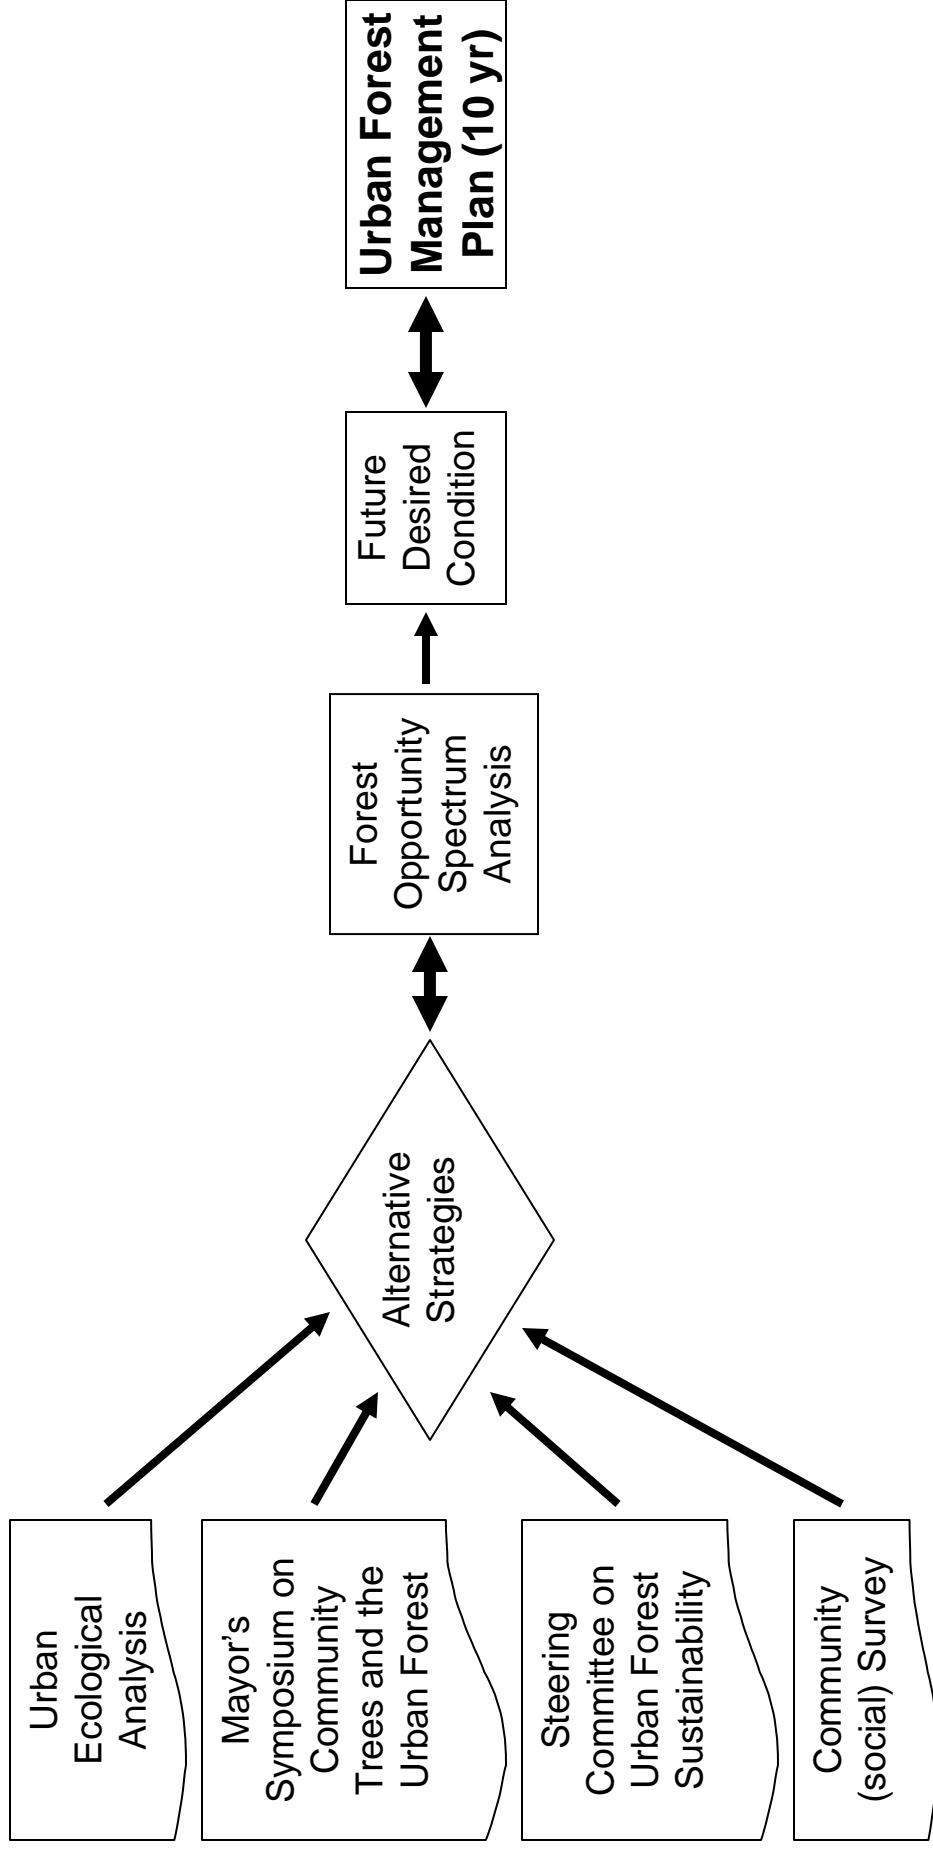 Urban
Ecological
Analysis
Mayor’s
Symposium on
Community
Trees and the
Urban Forest
Steering
Committee on
Urban Forest
Sustainability
Community
(social) Survey
Alternative
Strategies
Forest
Opportunity
Spectrum
Analysis
Future
Desired
Condition
Urban Forest
Management
Plan (10 yr)